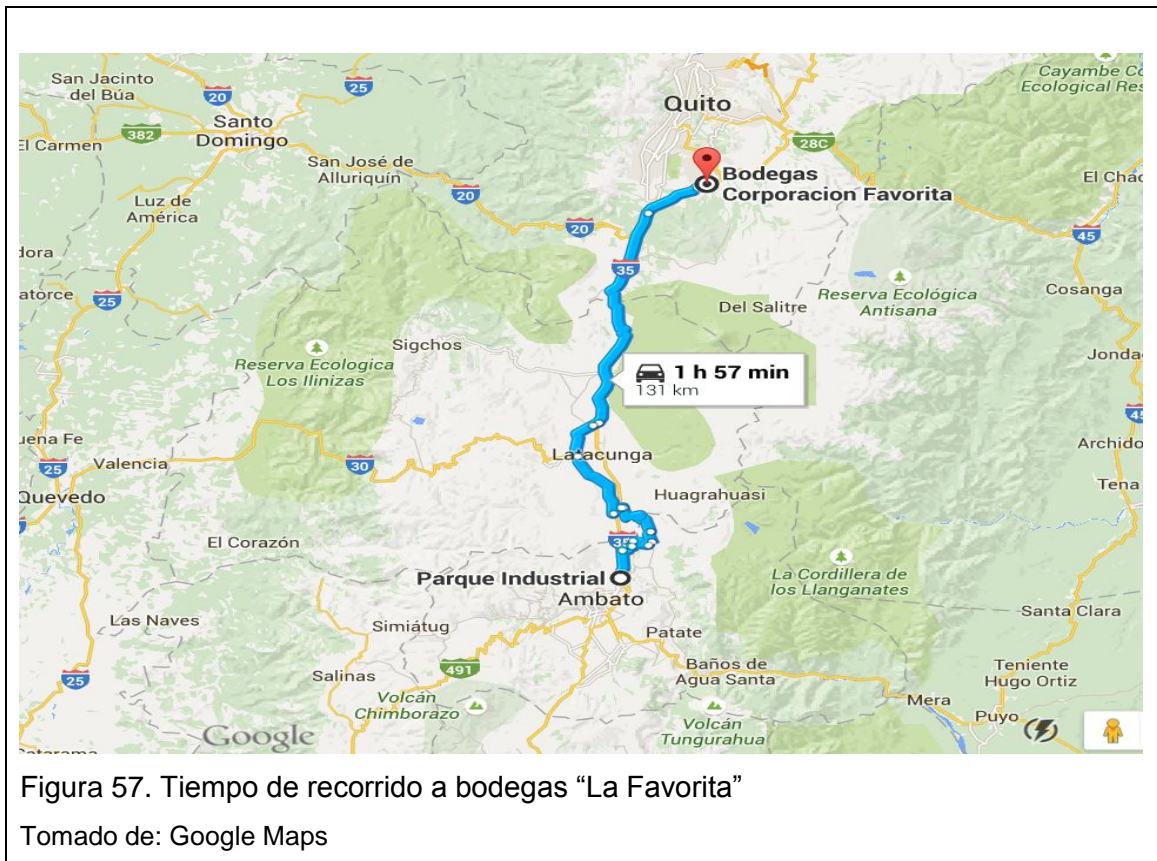 San Jacinto
del Búa
20
25
Quito
Cayambe Co
Ecological Res
382
El Carmen
Santo
Domingo
28C
San José de
Alluriquín
Bodegas
Corporacion Favorita
El Chac
Luz de
América
20
20
45
dora
35
atorce
25
Del Salitre
Reserva Ecológica
Antisana
Cosanga
Sigchos
Reserva Ecologica
Los Ilinizas
Jonda
1 h 57 min
131 km
45
uena Fe
25
Valencia
30
Latacunga
Archido
Tena
Quevedo
Huagrahuasi
El Corazón
35
Parque Industrial
Ambato
La Cordillera de
los Llanganates
Santa Clara
Las Naves
Simiátug
Patate
491
Salinas
Baños de
Agua Santa
Teniente
Hugo Ortiz
25
Volcán
Chimborazo
Mera
Puyo
Google
Volcán
Tungurahua
Catarama
Figura 57. Tiempo de recorrido a bodegas “La Favorita”
Tomado de: Google Maps